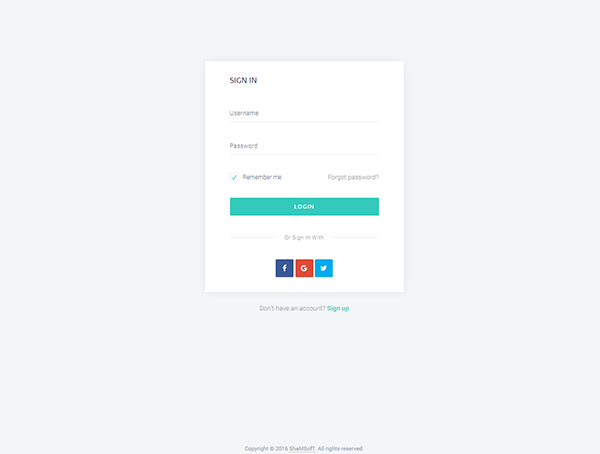 SIGN IN
Username
Password
Remember me Forgot password?
LOGIN
Or Sign In With
Don't have an account? Sign up
Copyright © 2016 ShaMSofT. All rights reserved.